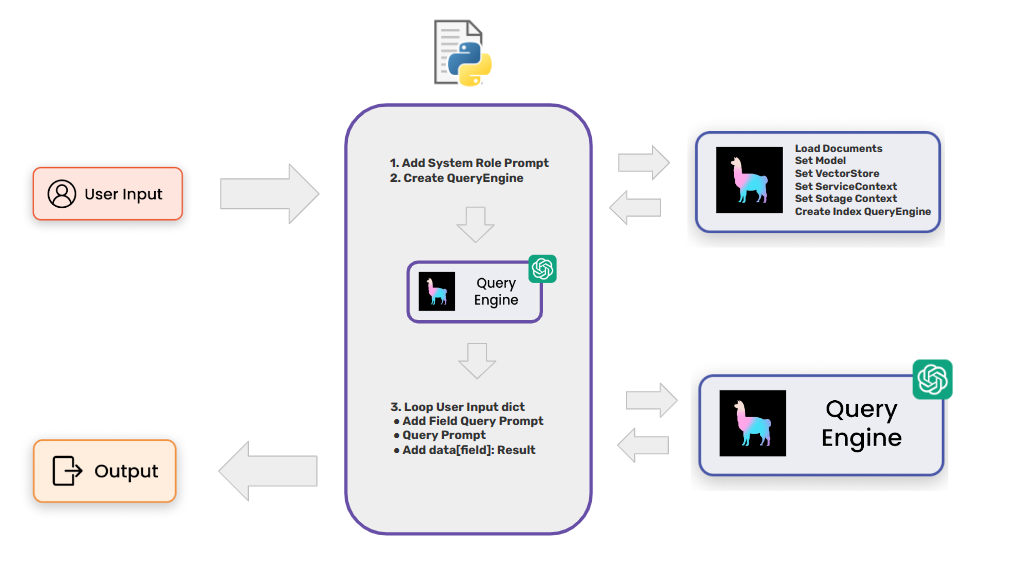 User Input
1. Add System Role Prompt
2. Create QueryEngine
Load Documents
Set Model
Set VectorStore
Set ServiceContext
Set Sotage Context
Create Index QueryEngine
Query
Engine
3. Loop User Input dict
• Add Field Query Prompt
• Query Prompt
• Add data[field]: Result
Query
Engine
Output